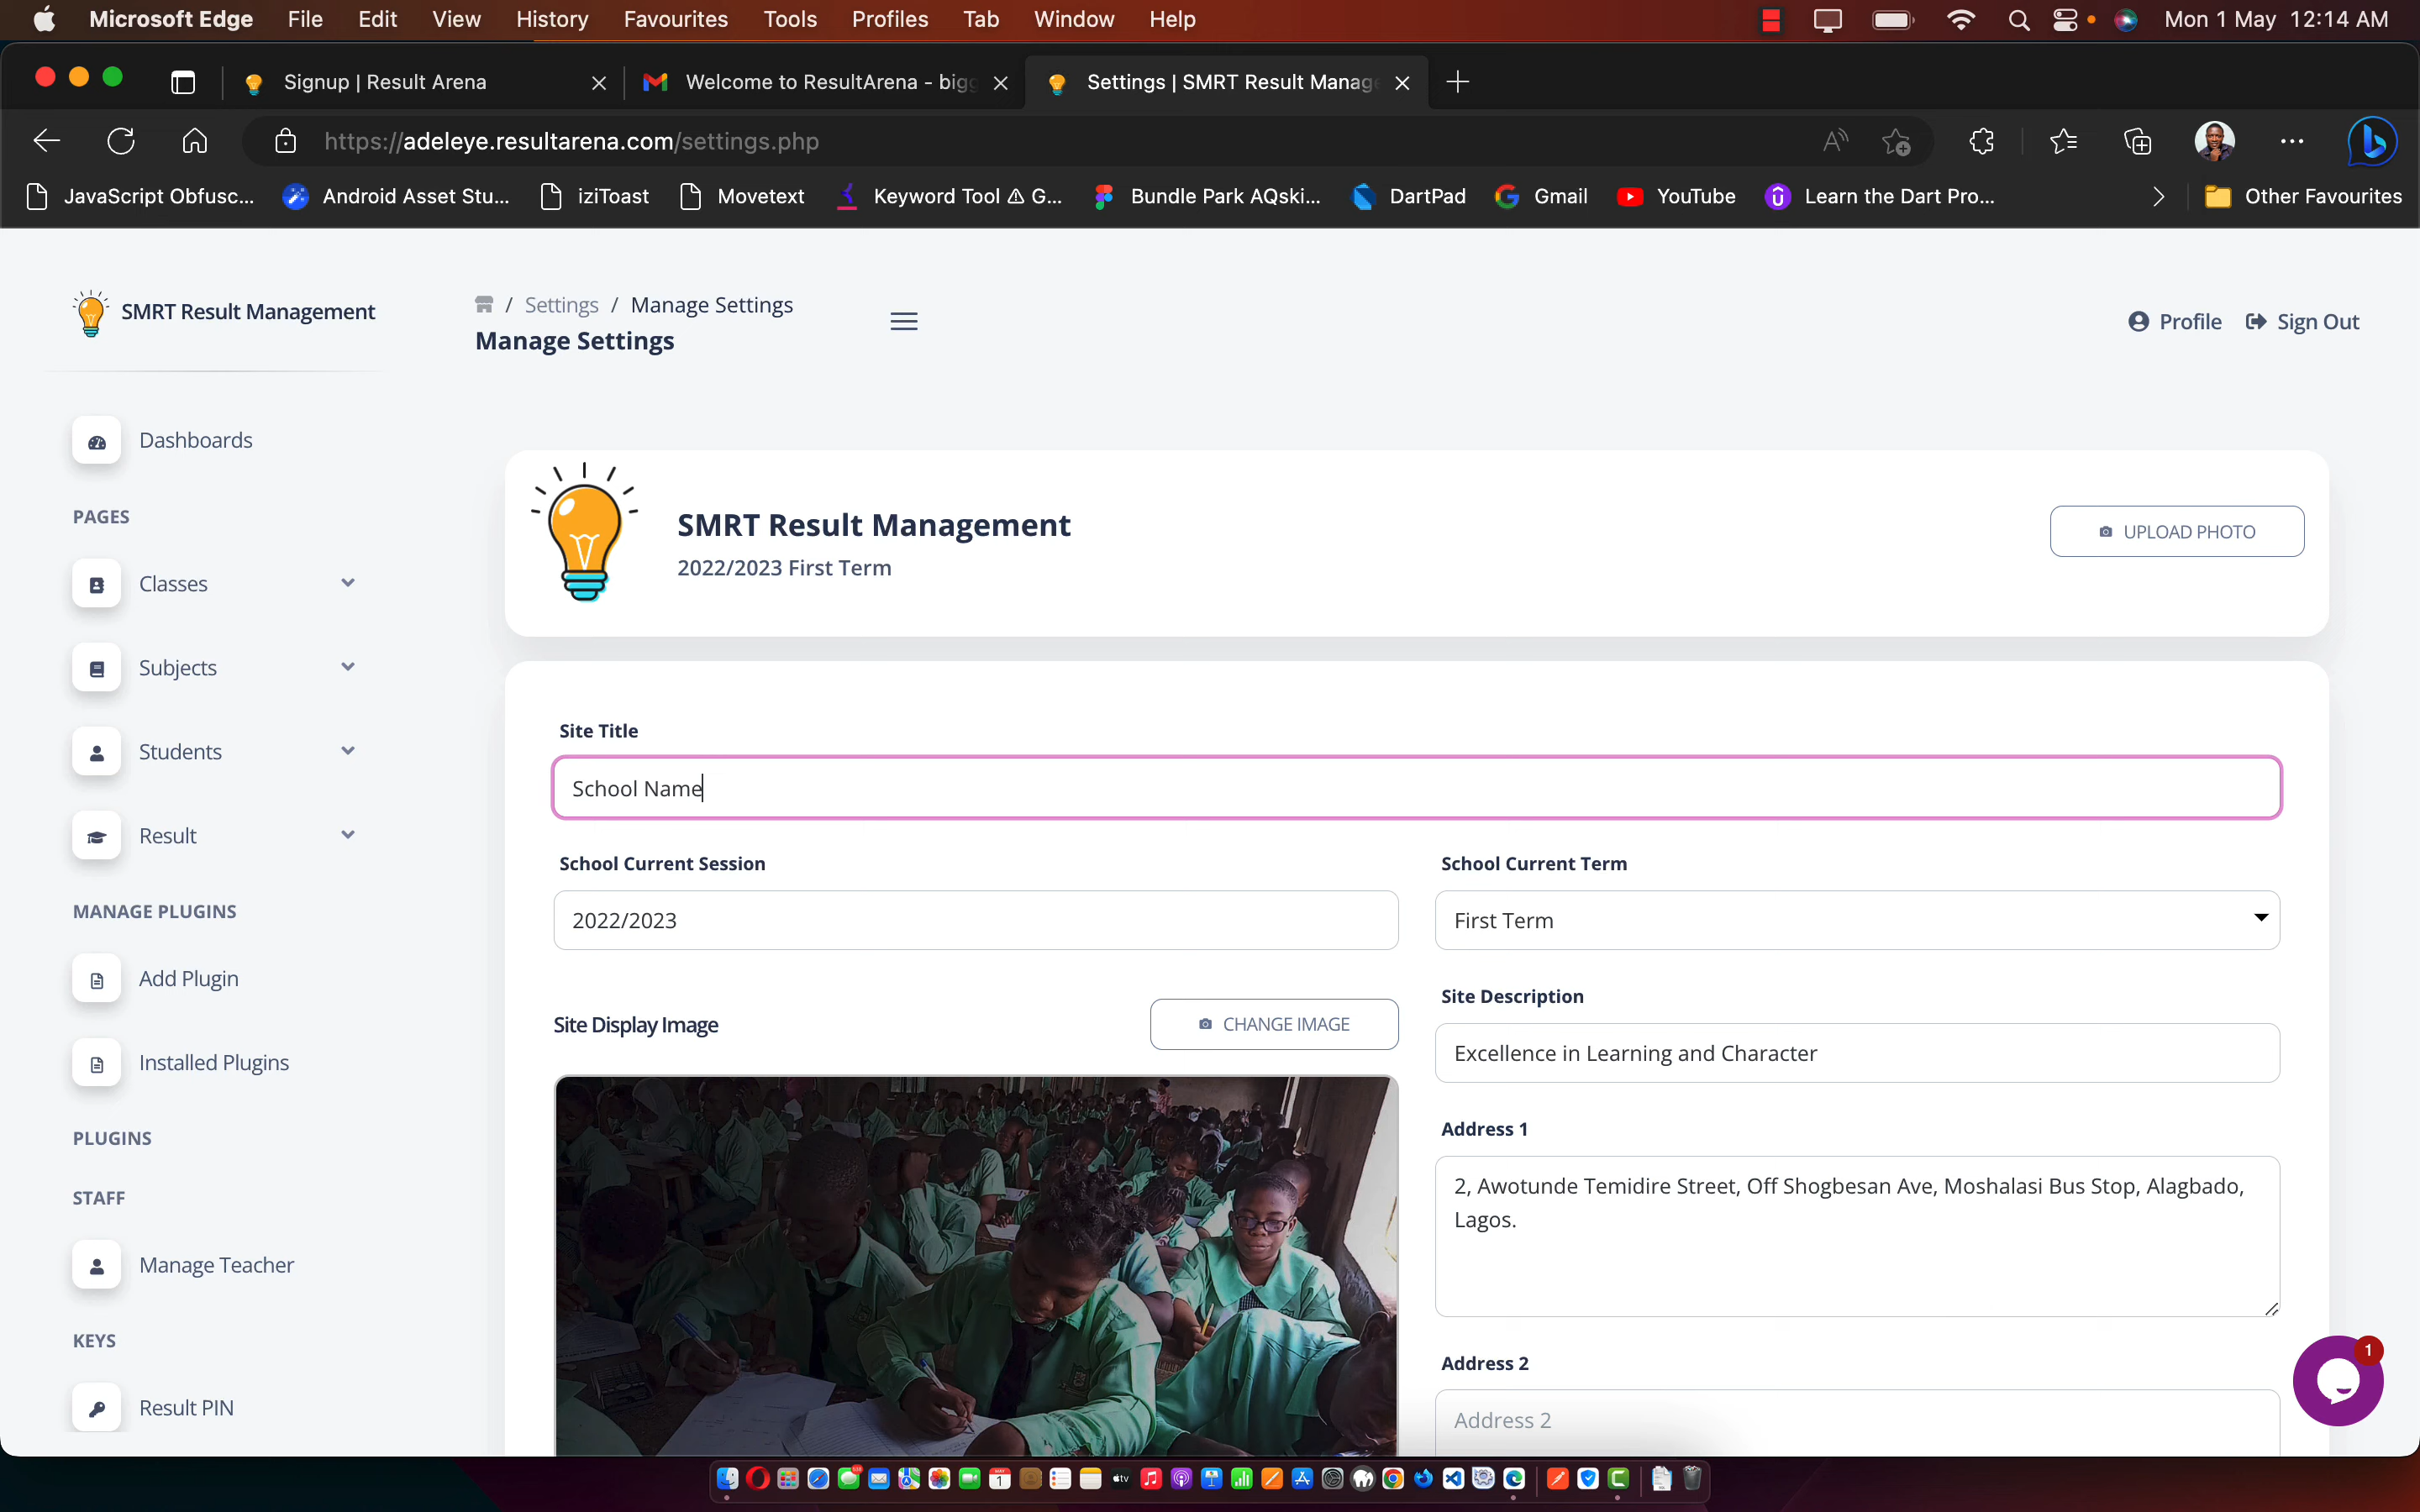 Microsoft Edge File Edit View History Favourites Tools Profiles Tab Window Help Mon 1 May 12:14 AM
Signup | Result Arena Welcome to ResultArena - bigg Settings | SMRT Result Manage
https://adeleye.resultarena.com/settings.php
JavaScript Obfusc... Android Asset Stu... iziToast Movetext Keyword Tool ⚠ G... Bundle Park AQski... DartPad Gmail YouTube Learn the Dart Pro... Other Favourites
SMRT Result Management
/ Settings / Manage Settings
Manage Settings
Profile Sign Out
Dashboards
PAGES
Classes
Subjects
Students
Result
MANAGE PLUGINS
Add Plugin
Installed Plugins
PLUGINS
STAFF
Manage Teacher
KEYS
Result PIN
SMRT Result Management
2022/2023 First Term
UPLOAD PHOTO
Site Title
School Name
School Current Session
2022/2023
School Current Term
First Term
Site Display Image
CHANGE IMAGE
Site Description
Excellence in Learning and Character
Address 1
2, Awotunde Temidire Street, Off Shogbesan Ave, Moshalasi Bus Stop, Alagbado,
Lagos.
Address 2
Address 2
1